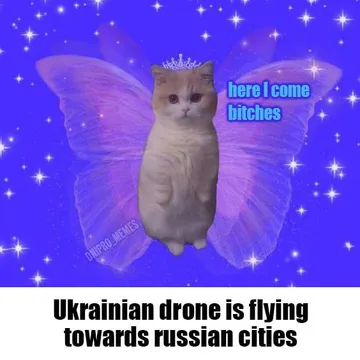 here I come
bitches
DNIPRO_MEMES
Ukrainian drone is flying
towards russian cities